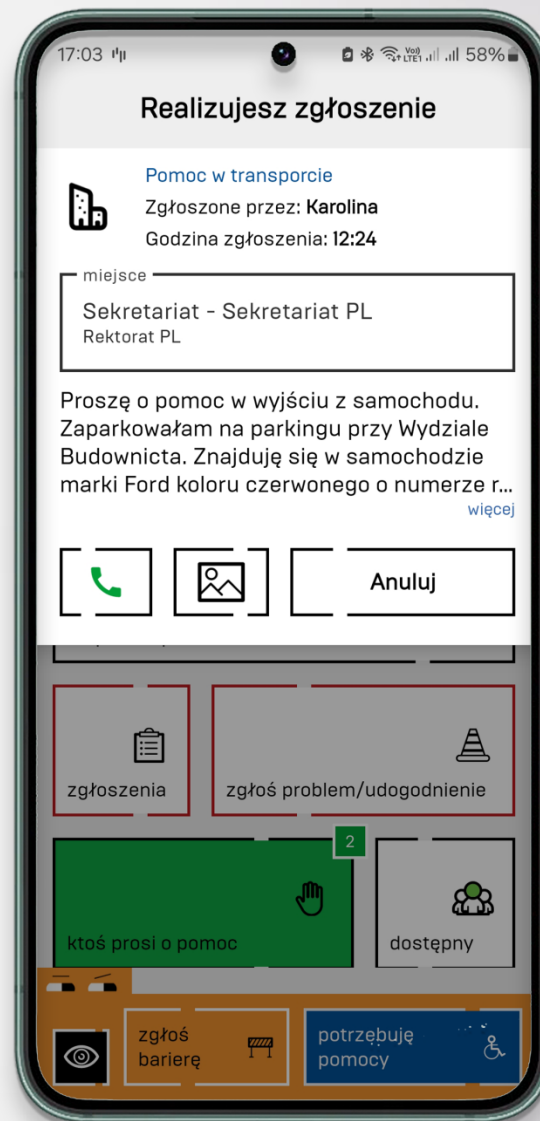 17:03
Vo))
LTE1
58%
Realizujesz zgłoszenie
Pomoc w transporcie
Zgłoszone przez: Karolina
Godzina zgłoszenia: 12:24
miejsce
Sekretariat - Sekretariat PL
Rektorat PL
Proszę o pomoc w wyjściu z samochodu.
Zaparkowałam na parkingu przy Wydziale
Budownicta. Znajduję się w samochodzie
marki Ford koloru czerwonego o numerze r...
więcej
Anuluj
zgłoszenia
zgłoś problem/udogodnienie
2
ktoś prosi o pomoc
dostępny
zgłoś
barierę
potrzebuję
pomocy